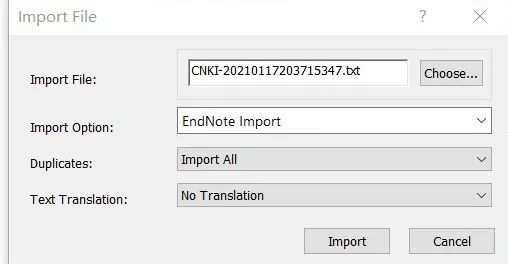 Import File
Import File:
CNKI-20210117203715347.txt
Choose...
Import Option:
EndNote Import
Duplicates:
Import All
Text Translation:
No Translation
Import
Cancel